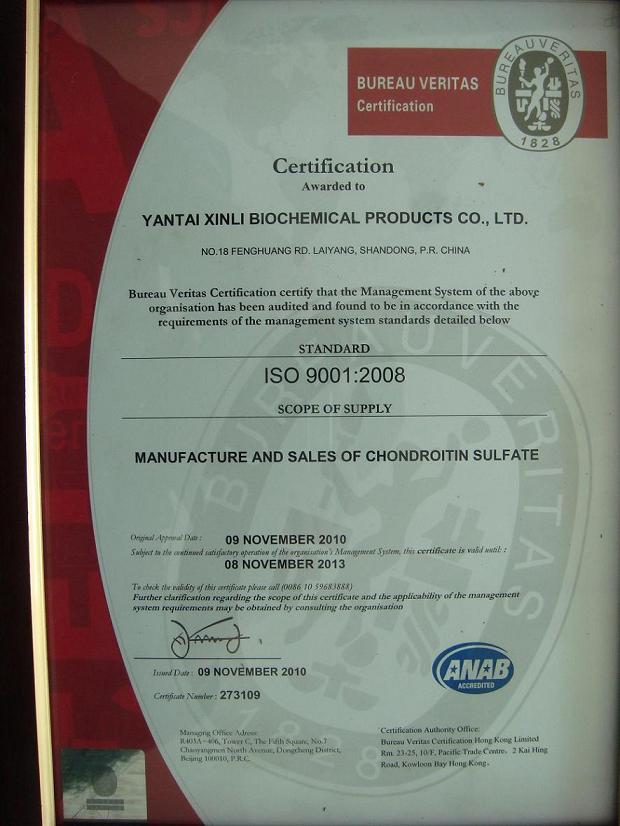 BUREAU VERITAS
Certification
BUREAU VERITAS
1828
Certification
Awarded to
YANTAI XINLI BIOCHEMICAL PRODUCTS CO., LTD.
NO.18 FENGHUANG RD. LAIYANG, SHANDONG, P.R. CHINA
Bureau Veritas Certification certify that the Management System of the above
organisation has been audited and found to be in accordance with the
requirements of the management system standards detailed below
STANDARD
ISO 9001:2008
SCOPE OF SUPPLY
MANUFACTURE AND SALES OF CHONDROITIN SULFATE
Original Approval Date : 09 NOVEMBER 2010
Subject to the continued satisfactory operation of the organisation's Management System, this certificate is valid until: :
08 NOVEMBER 2013
To check the validity of this certificate please call (0086 10 59683888)
Further clarification regarding the scope of this certificate and the applicability of the management
system requirements may be obtained by consulting the organisation
Issued Date : 09 NOVEMBER 2010
Certificate Number : 273109
ANAB
ACCREDITED
Managing Office Adress:
R403A~406, Tower C, The Fifth Square, No.7
Chaoyangmen North Avenue, Dongcheng District,
Beijing 100010, P.R.C.
Certification Authority Office:
Bureau Veritas Certification Hong Kong Limited
Rm. 23-25, 10/F, Pacific Trade Centre, 2 Kai Hing
Road, Kowloon Bay Hong Kong.